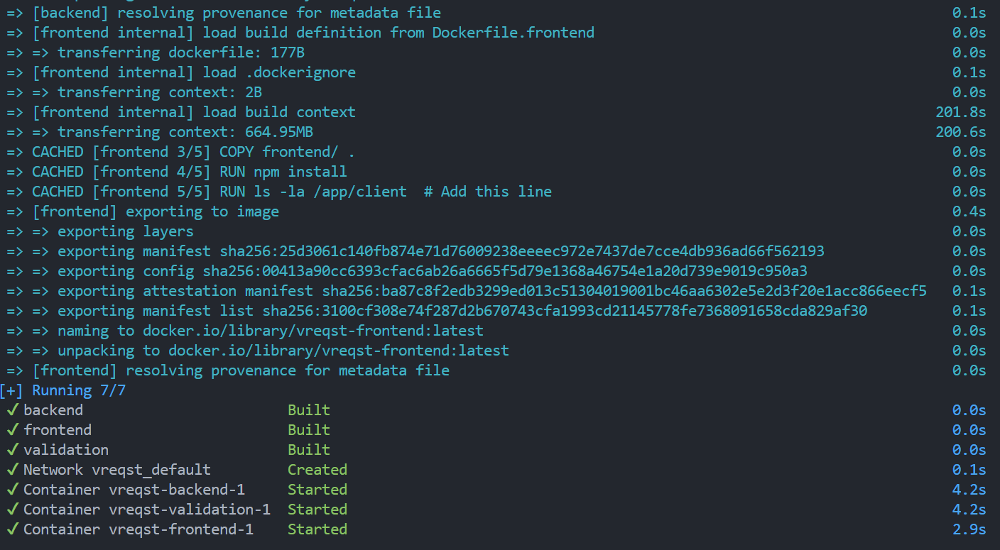 => [backend] resolving provenance for metadata file 0.1s
=> [frontend internal] load build definition from Dockerfile.frontend 0.0s
=> => transferring dockerfile: 177B 0.0s
=> [frontend internal] load .dockerignore 0.1s
=> => transferring context: 2B 0.0s
=> [frontend internal] load build context 201.8s
=> => transferring context: 664.95MB 200.6s
=> CACHED [frontend 3/5] COPY frontend/ . 0.0s
=> CACHED [frontend 4/5] RUN npm install 0.0s
=> CACHED [frontend 5/5] RUN ls -la /app/client  # Add this line 0.0s
=> [frontend] exporting to image 0.4s
=> => exporting layers 0.0s
=> => exporting manifest sha256:25d3061c140fb874e71d76009238eeeec972e7437de7cce4db936ad66f562193 0.0s
=> => exporting config sha256:00413a90cc6393cfac6ab26a6665f5d79e1368a46754e1a20d739e9019c950a3 0.0s
=> => exporting attestation manifest sha256:ba87c8f2edb3299ed013c51304019001bc46aa6302e5e2d3f20e1acc866eecf5 0.1s
=> => exporting manifest list sha256:3100cf308e74f287d2b670743cfa1993cd21145778fe7368091658cda829af30 0.1s
=> => naming to docker.io/library/vreqst-frontend:latest 0.0s
=> => unpacking to docker.io/library/vreqst-frontend:latest 0.0s
=> [frontend] resolving provenance for metadata file 0.0s
[+] Running 7/7
✓ backend Built 0.0s
✓ frontend Built 0.0s
✓ validation Built 0.0s
✓ Network vreqst_default Created 0.1s
✓ Container vreqst-backend-1 Started 4.2s
✓ Container vreqst-validation-1 Started 4.2s
✓ Container vreqst-frontend-1 Started 2.9s